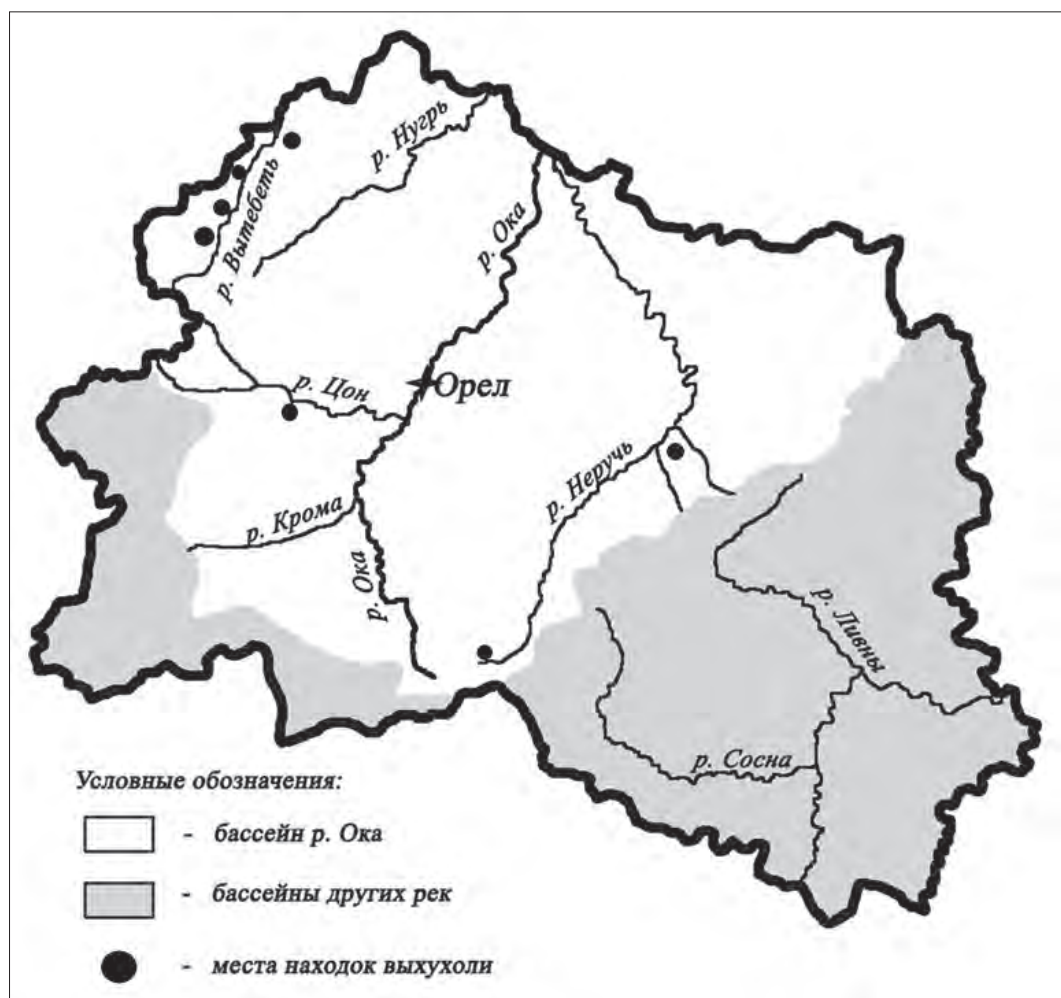 р. Нугрь
р. Вытебеть
р. Ока
р. Цон
Орел
р. Неручь
р. Крома
р. Ока
р. Ливны
р. Сосна
Условные обозначения:
- бассейн р. Ока
- бассейны других рек
- места находок выхухоли